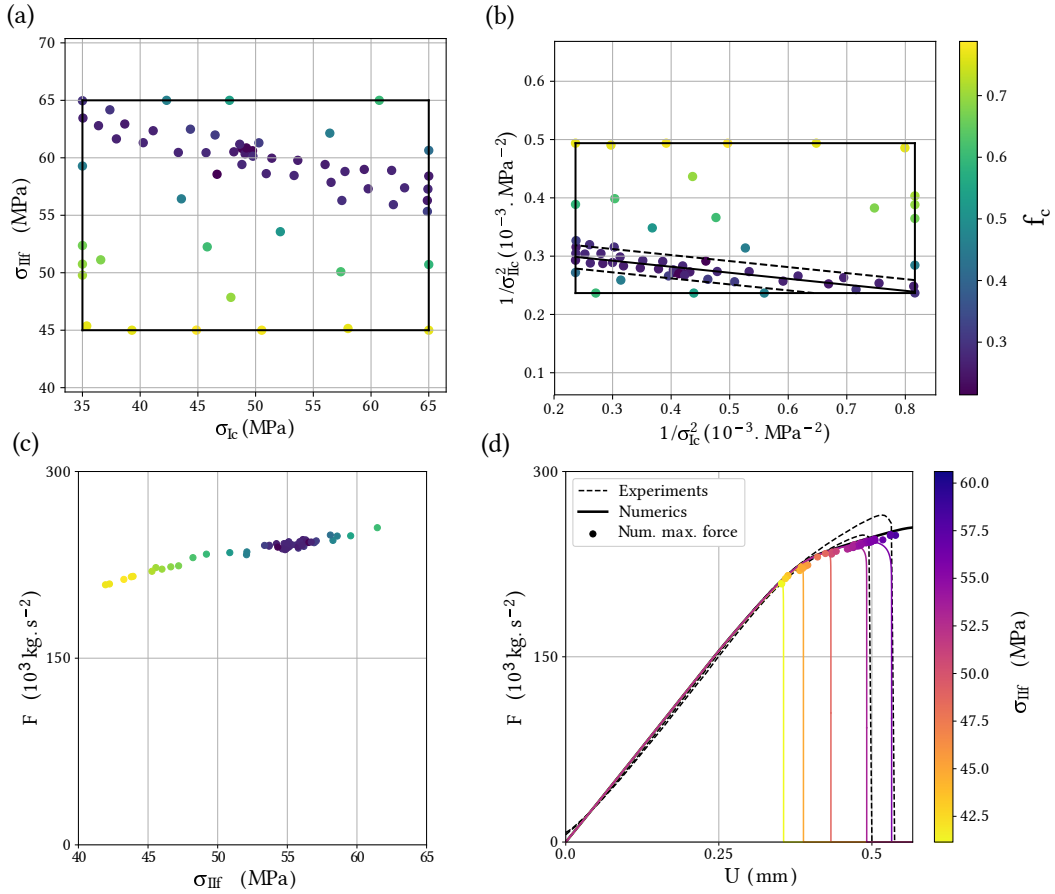 (a)
70
65
60
55
50
45
40
σIIf (MPa)
35 40 45 50 55 60 65
σIc (MPa)
(b)
0.6
0.5
0.4
0.3
0.2
1/σ²IIc (10⁻³. MPa⁻²)
0.2 0.3 0.4 0.5 0.6 0.7 0.8
1/σ²Ic (10⁻³. MPa⁻²)
0.7
0.6
0.5
0.4
0.3
fc
(c)
300
150
0
F (10³ kg. s⁻²)
40 45 50 55 60 65
σIIf (MPa)
(d)
300
150
0
F (10³ kg. s⁻²)
Experiments
Numerics
Num. max. force
0.0 0.25 0.5
U (mm)
60.0
57.5
55.0
52.5
50.0
47.5
45.0
42.5
σIIf (MPa)